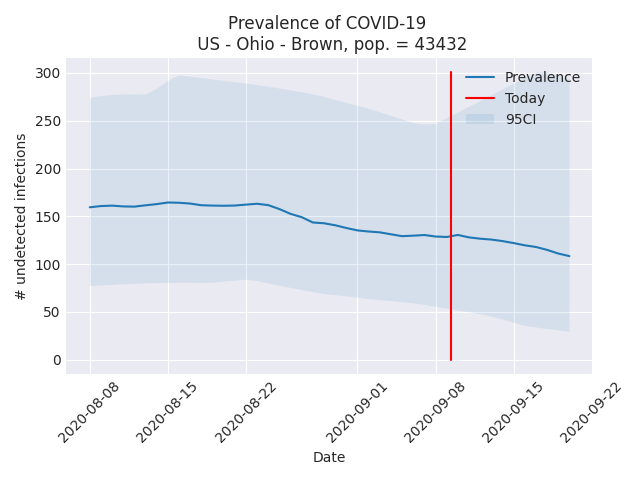 Prevalence of COVID-19
US - Ohio - Brown, pop. = 43432
300
250
200
150
100
50
0
# undetected infections
Prevalence
Today
95CI
2020-08-08
2020-08-15
2020-08-22
2020-09-01
2020-09-08
2020-09-15
2020-09-22
Date